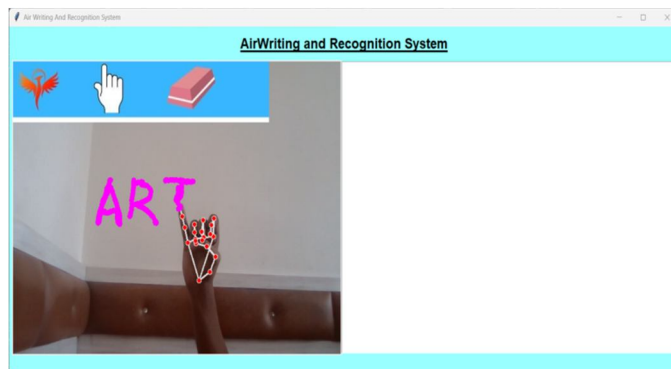 Air Writing And Recognition System
AirWriting and Recognition System
ART